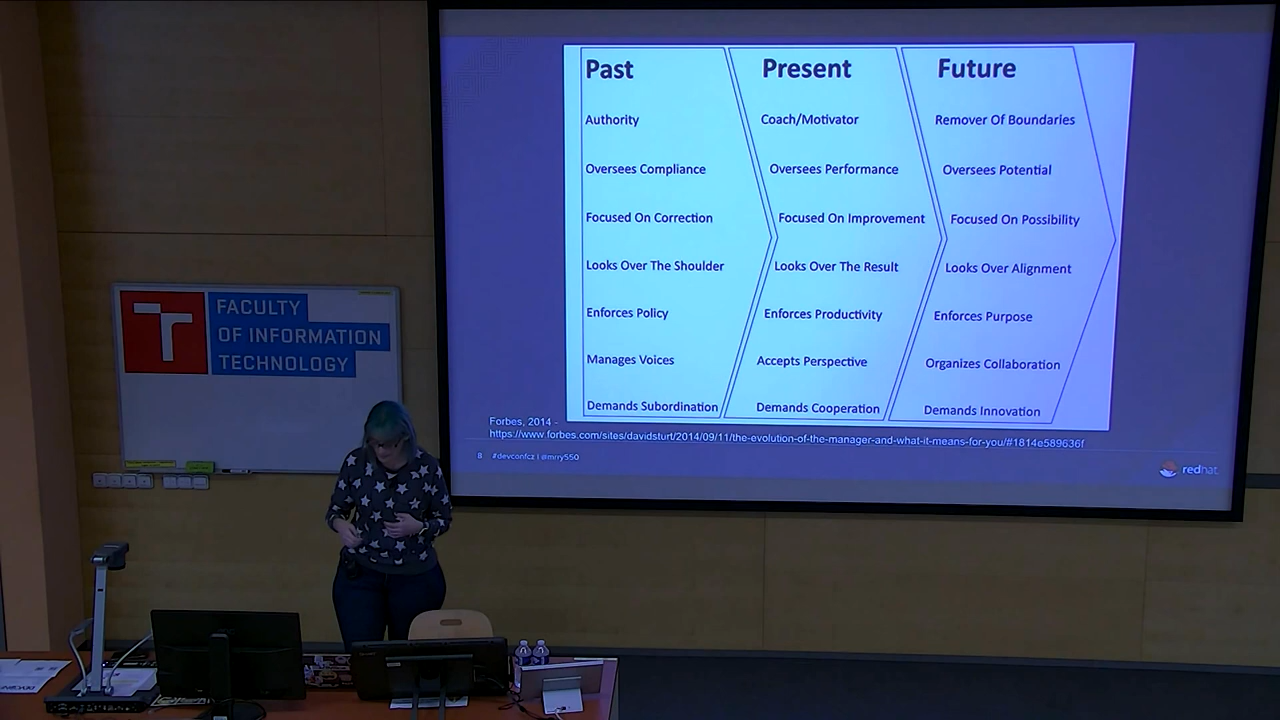 Past
Present
Future
Authority
Coach/Motivator
Remover Of Boundaries
Oversees Compliance
Oversees Performance
Oversees Potential
Focused On Correction
Focused On Improvement
Focused On Possibility
Looks Over The Shoulder
Looks Over The Result
Looks Over Alignment
Enforces Policy
Enforces Productivity
Enforces Purpose
Manages Voices
Accepts Perspective
Organizes Collaboration
Demands Subordination
Demands Cooperation
Demands Innovation
Forbes, 2014 -
https://www.forbes.com/sites/davidsturt/2014/09/11/the-evolution-of-the-manager-and-what-it-means-for-you/#1814e589636f
8 #devconfcz | @mrry550
redhat.
FACULTY
OF INFORMATION
TECHNOLOGY